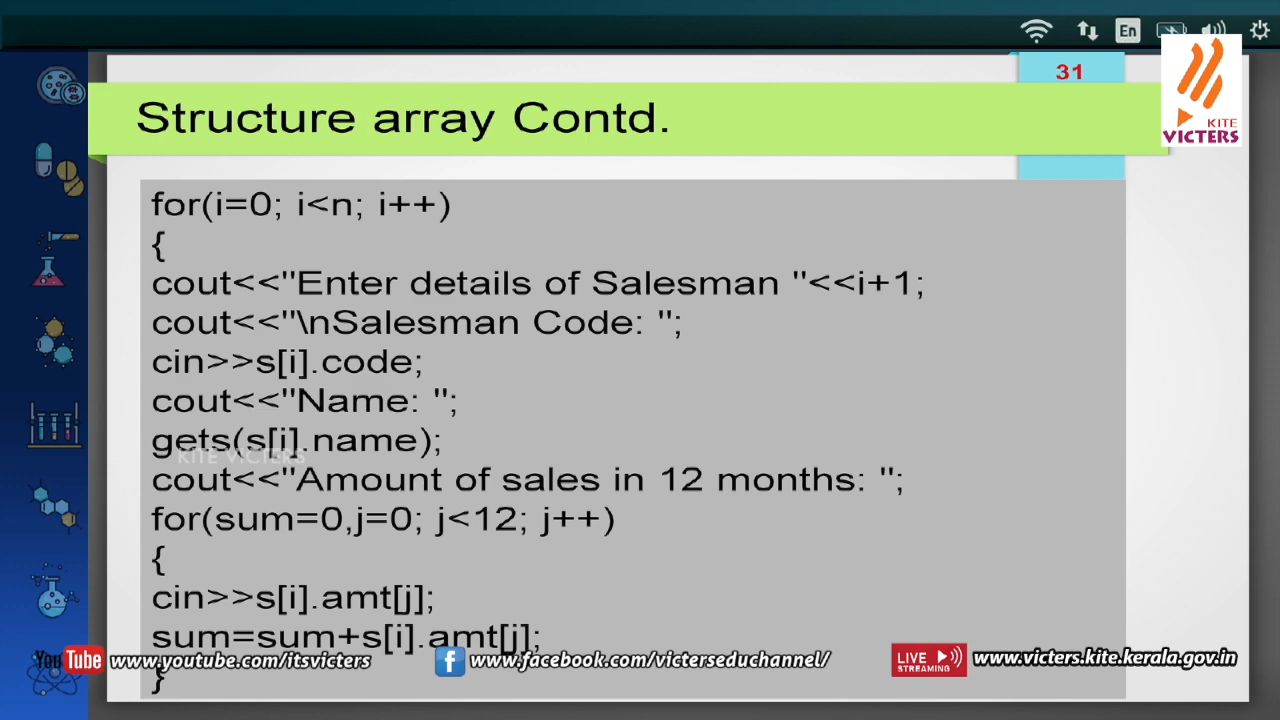 En
31
KITE
VICTERS
Structure array Contd.
for(i=0; i<n; i++)
{
cout<<"Enter details of Salesman "<<i+1;
cout<<"\nSalesman Code: ";
cin>>s[i].code;
cout<<"Name: ";
gets(s[i].name);
KITE VICTERS
cout<<"Amount of sales in 12 months: ";
for(sum=0,j=0; j<12; j++)
{
cin>>s[i].amt[j];
sum=sum+s[i].amt[j];
}
YouTube www.youtube.com/itsvicters
f www.facebook.com/victerseduchannel/
LIVE STREAMING www.victers.kite.kerala.gov.in